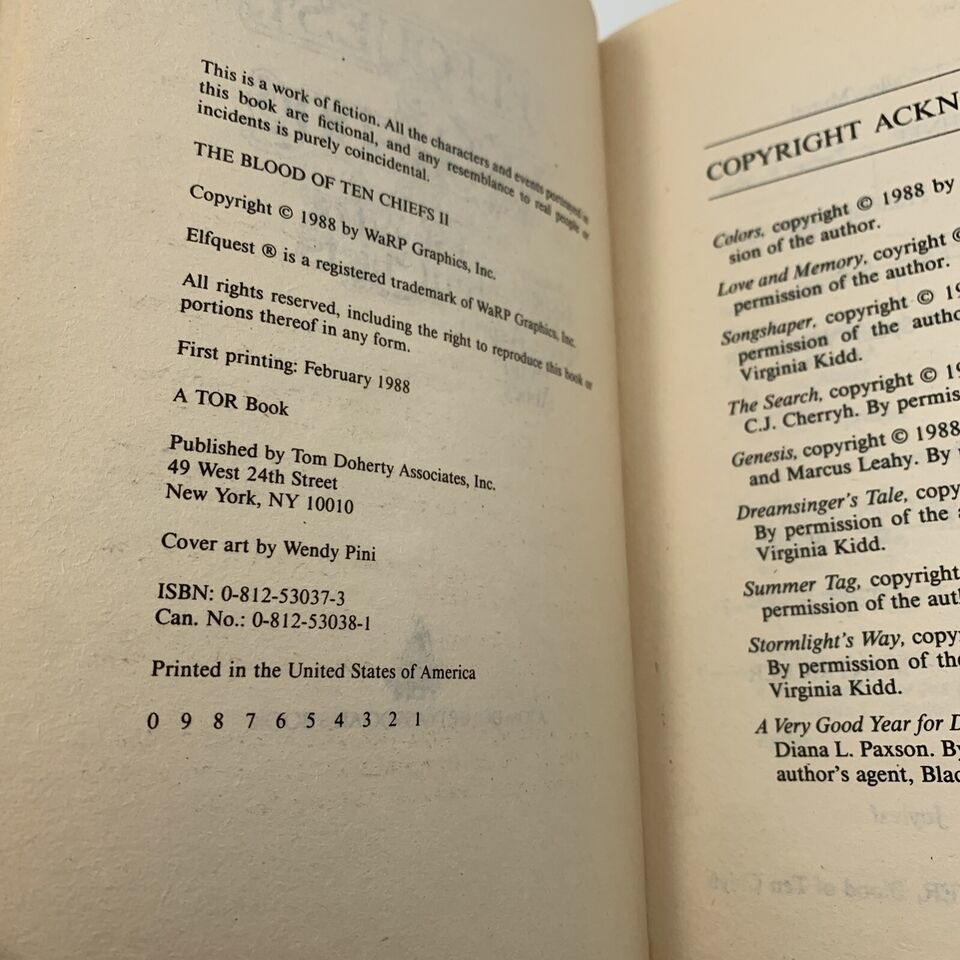 This is a work of fiction. All the characters and events portrayed in
this book are fictional, and any resemblance to real people or
incidents is purely coincidental.
THE BLOOD OF TEN CHIEFS II
Copyright © 1988 by WaRP Graphics, Inc.
Elfquest ® is a registered trademark of WaRP Graphics, Inc.
All rights reserved, including the right to reproduce this book or
portions thereof in any form.
First printing: February 1988
A TOR Book
Published by Tom Doherty Associates, Inc.
49 West 24th Street
New York, NY 10010
Cover art by Wendy Pini
ISBN: 0-812-53037-3
Can. No.: 0-812-53038-1
Printed in the United States of America
0 9 8 7 6 5 4 3 2 1
COPYRIGHT ACKN
Colors, copyright © 1988 by
sion of the author.
Love and Memory, coyright ©
permission of the author.
Songshaper, copyright © 19
permission of the autho
Virginia Kidd.
The Search, copyright © 19
C.J. Cherryh. By permis
Genesis, copyright © 1988
and Marcus Leahy. By
Dreamsinger's Tale, copy
By permission of the a
Virginia Kidd.
Summer Tag, copyright
permission of the aut
Stormlight's Way, copy
By permission of the
Virginia Kidd.
A Very Good Year for D
Diana L. Paxson. By
author's agent, Blac